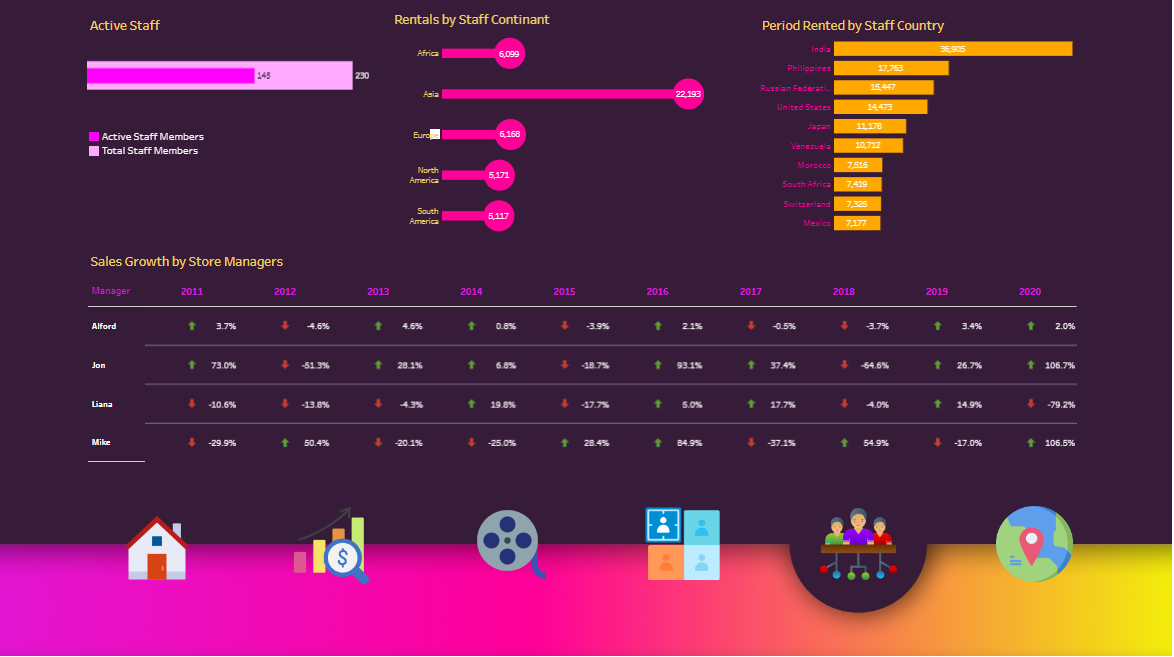 Active Staff
145
230
Active Staff Members
Total Staff Members
Rentals by Staff Continant
Africa
6,099
Asia
22,193
Europe
6,168
North
America
5,171
South
America
5,117
Period Rented by Staff Country
India 36,905
Philippines 17,763
Russian Federati.. 15,447
United States 14,473
Japan 11,178
Venezuela 10,712
Morocco 7,516
South Africa 7,419
Switzerland 7,325
Mexico 7,177
Sales Growth by Store Managers
Manager 2011 2012 2013 2014 2015 2016 2017 2018 2019 2020
Alford 3.7% -4.6% 4.6% 0.8% -3.9% 2.1% -0.5% -3.7% 3.4% 2.0%
Jon 73.0% -51.3% 28.1% 6.8% -18.7% 93.1% 37.4% -64.6% 26.7% 106.7%
Liana -10.6% -13.8% -4.3% 19.8% -17.7% 5.0% 17.7% -4.0% 14.9% -79.2%
Mike -29.9% 50.4% -20.1% -25.0% 28.4% 84.9% -37.1% 54.9% -17.0% 106.5%
$